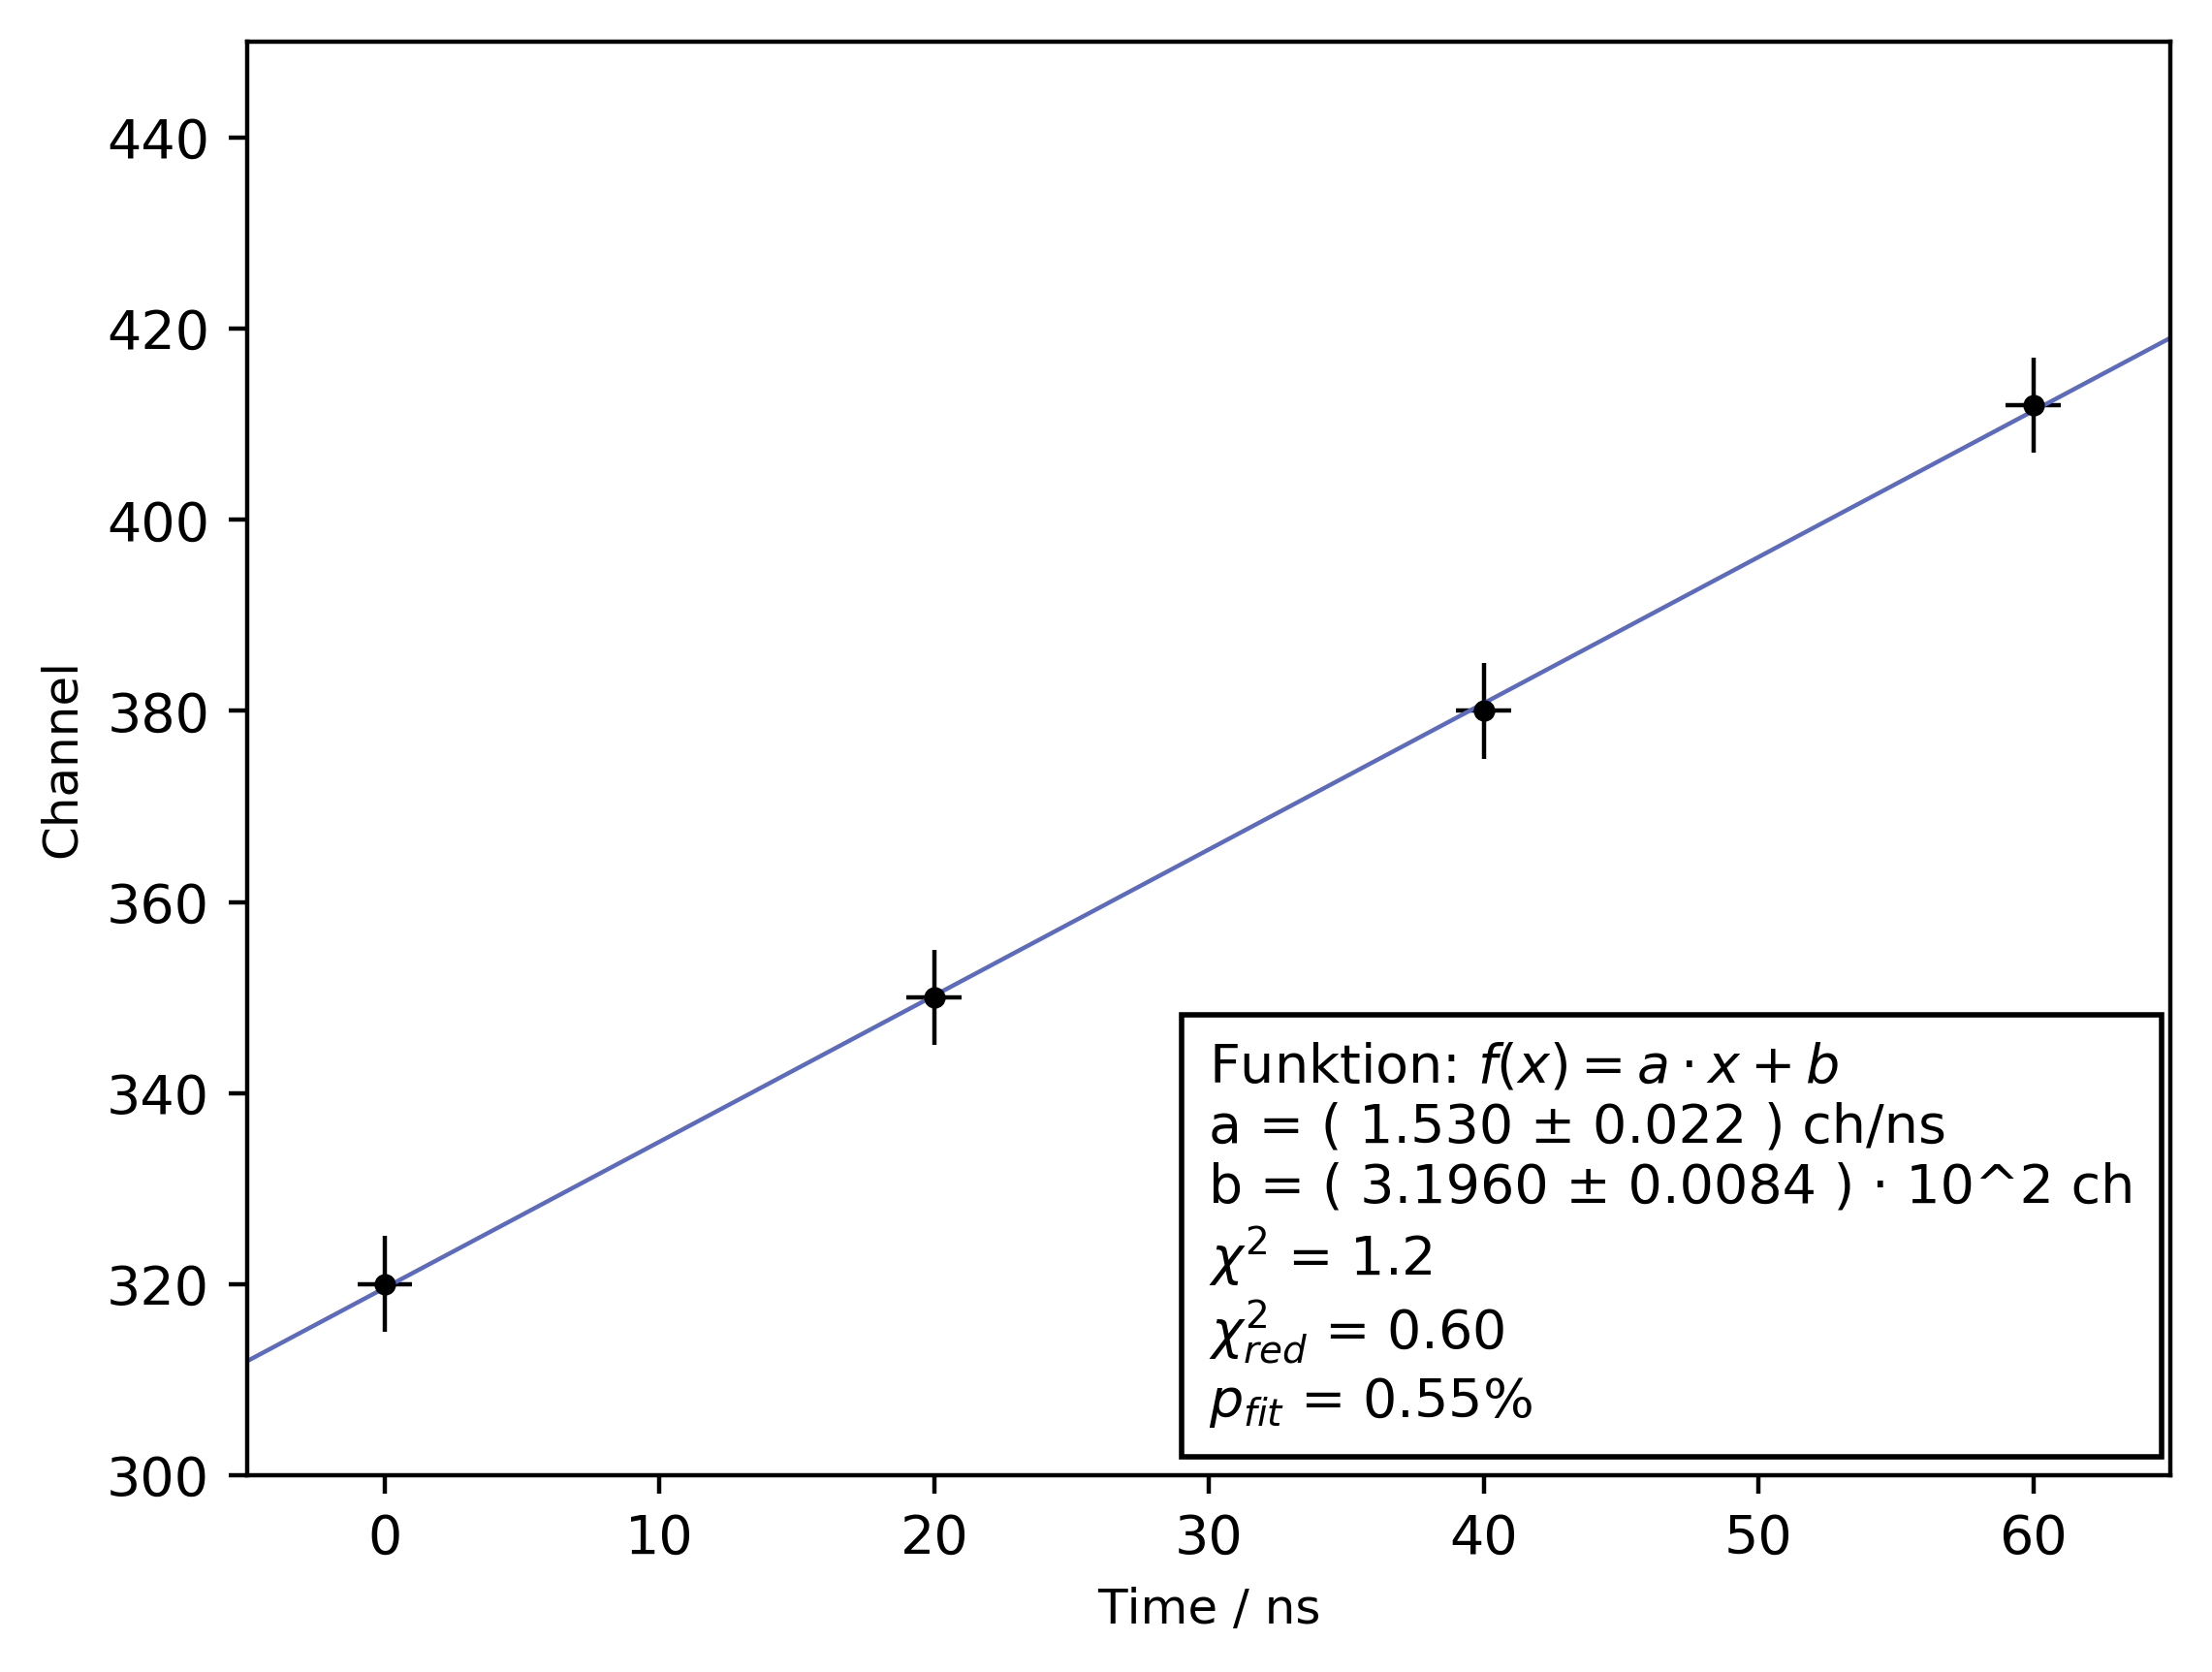 440
420
400
380
360
340
320
300
Channel
Funktion: f(x) = a · x + b
a = ( 1.530 ± 0.022 ) ch/ns
b = ( 3.1960 ± 0.0084 ) · 10^2 ch
χ² = 1.2
χ²_red = 0.60
p_fit = 0.55%
0 10 20 30 40 50 60
Time / ns